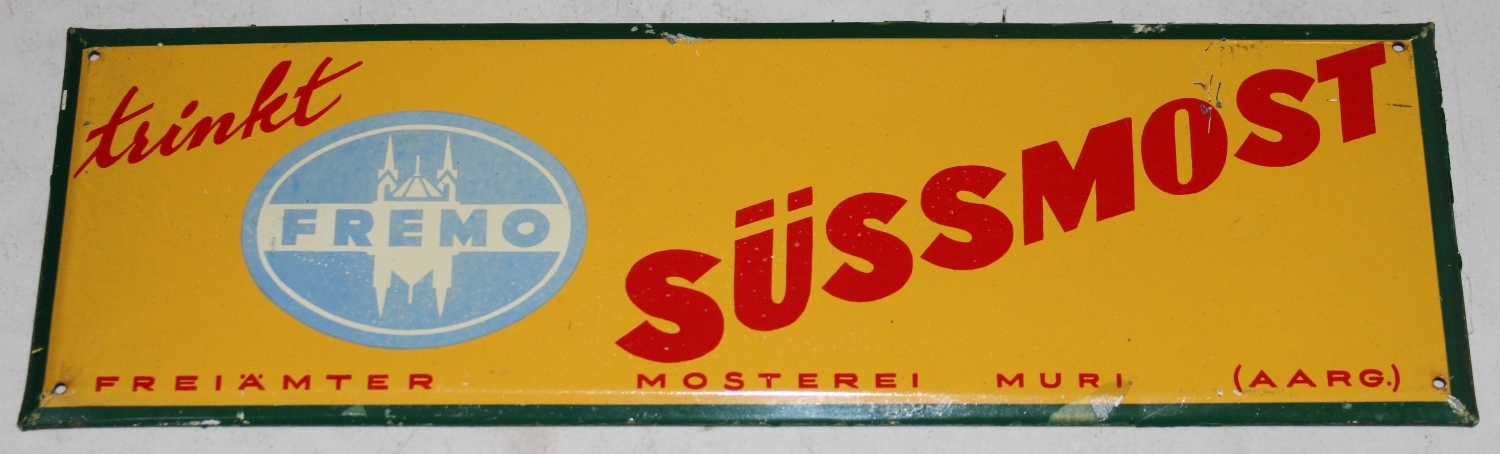 trinkt
FREMO
SÜSSMOST
FREIÄMTER MOSTEREI MURI (AARG.)